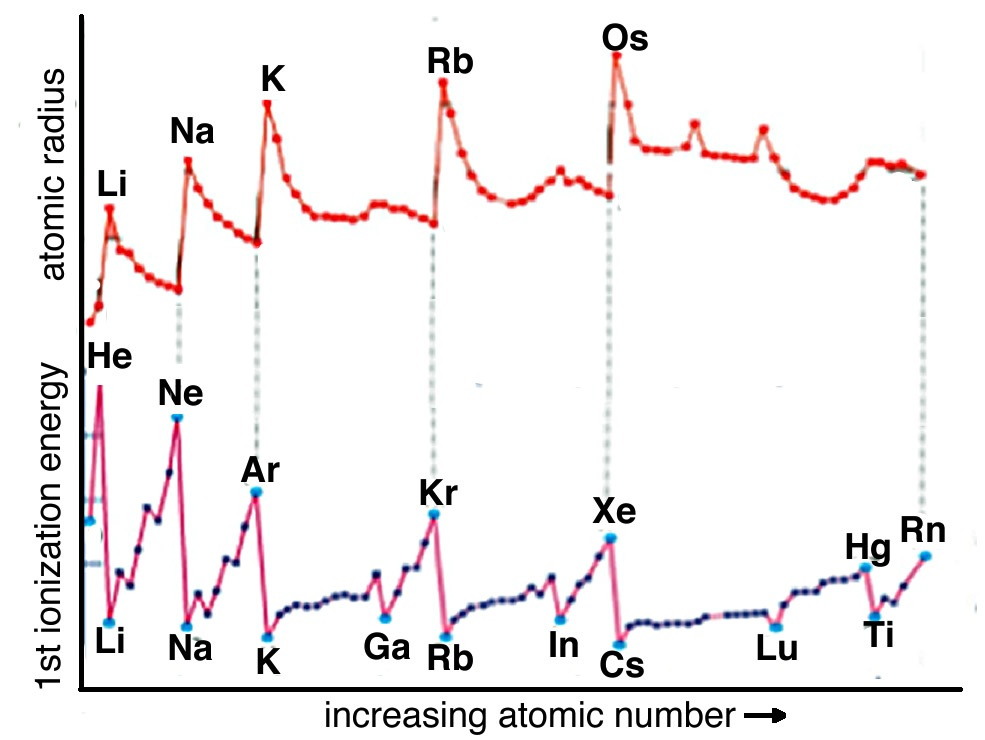 Os
Rb
K
Na
Li
atomic radius
He
Ne
Ar
Kr
Xe
Hg
Rn
1st ionization energy
Li
Na
K
Ga
Rb
In
Cs
Lu
Ti
increasing atomic number →